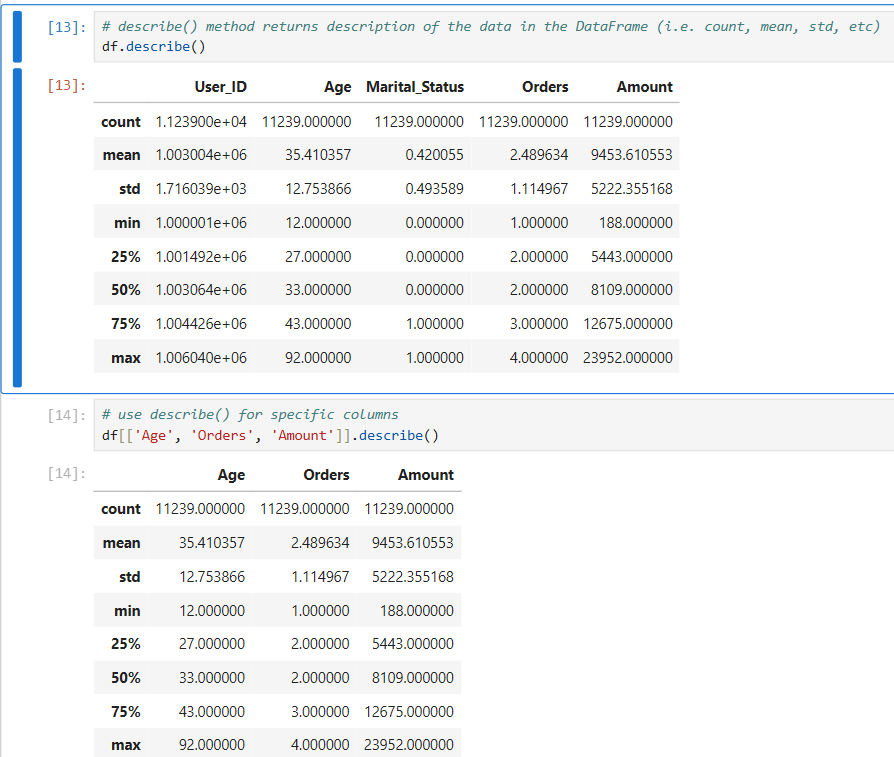 [13]: # describe() method returns description of the data in the DataFrame (i.e. count, mean, std, etc)
df.describe()
[13]: User_ID Age Marital_Status Orders Amount
count 1.123900e+04 11239.000000 11239.000000 11239.000000 11239.000000
mean 1.003004e+06 35.410357 0.420055 2.489634 9453.610553
std 1.716039e+03 12.753866 0.493589 1.114967 5222.355168
min 1.000001e+06 12.000000 0.000000 1.000000 188.000000
25% 1.001492e+06 27.000000 0.000000 2.000000 5443.000000
50% 1.003064e+06 33.000000 0.000000 2.000000 8109.000000
75% 1.004426e+06 43.000000 1.000000 3.000000 12675.000000
max 1.006040e+06 92.000000 1.000000 4.000000 23952.000000
[14]: # use describe() for specific columns
df[['Age', 'Orders', 'Amount']].describe()
[14]: Age Orders Amount
count 11239.000000 11239.000000 11239.000000
mean 35.410357 2.489634 9453.610553
std 12.753866 1.114967 5222.355168
min 12.000000 1.000000 188.000000
25% 27.000000 2.000000 5443.000000
50% 33.000000 2.000000 8109.000000
75% 43.000000 3.000000 12675.000000
max 92.000000 4.000000 23952.000000